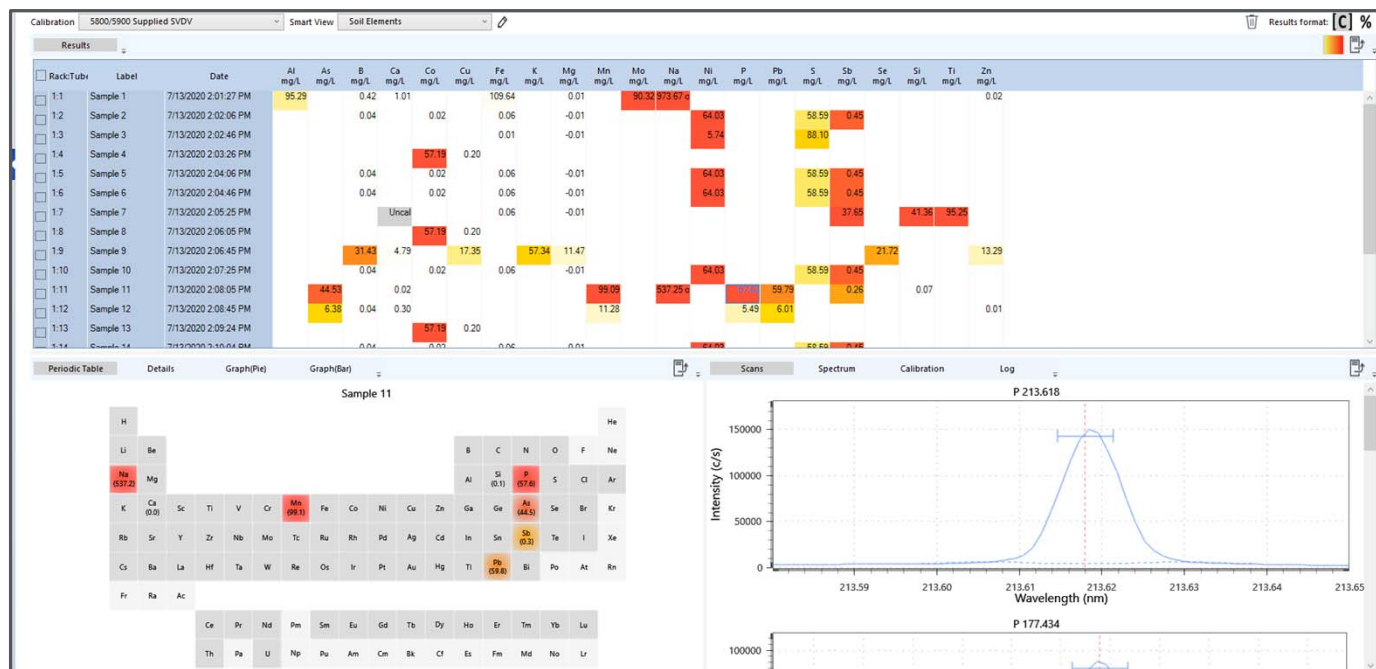 Calibration 5800/5900 Supplied SVDV Smart View Soil Elements Results format: [C] %
Results
Rack:Tube Label Date Al As B Ca Co Cu Fe K Mg Mn Mo Na Ni P Pb S Sb Se Si Ti Zn
mg/L mg/L mg/L mg/L mg/L mg/L mg/L mg/L mg/L mg/L mg/L mg/L mg/L mg/L mg/L mg/L mg/L mg/L mg/L mg/L mg/L
1:1 Sample 1 7/13/2020 2:01:27 PM 95.29 0.42 1.01 109.64 0.01 90.32 973.67 o 0.02
1:2 Sample 2 7/13/2020 2:02:06 PM 0.04 0.02 0.06 -0.01 64.03 58.59 0.45
1:3 Sample 3 7/13/2020 2:02:46 PM 0.01 -0.01 5.74 88.10
1:4 Sample 4 7/13/2020 2:03:26 PM 57.19 0.20
1:5 Sample 5 7/13/2020 2:04:06 PM 0.04 0.02 0.06 -0.01 64.03 58.59 0.45
1:6 Sample 6 7/13/2020 2:04:46 PM 0.04 0.02 0.06 -0.01 64.03 58.59 0.45
1:7 Sample 7 7/13/2020 2:05:25 PM Uncal 0.06 -0.01 37.65 41.36 95.25
1:8 Sample 8 7/13/2020 2:06:05 PM 57.19 0.20
1:9 Sample 9 7/13/2020 2:06:45 PM 31.43 4.79 17.35 57.34 11.47 21.72 13.29
1:10 Sample 10 7/13/2020 2:07:25 PM 0.04 0.02 0.06 -0.01 64.03 58.59 0.45
1:11 Sample 11 7/13/2020 2:08:05 PM 44.53 0.02 99.09 537.25 o 59.79 0.26 0.07
1:12 Sample 12 7/13/2020 2:08:45 PM 6.38 0.04 0.30 11.28 5.49 6.01 0.01
1:13 Sample 13 7/13/2020 2:09:24 PM 57.19 0.20
1:14 Sample 14 7/13/2020 2:10:04 PM 0.04 0.02 0.06 -0.01 64.03 58.59 0.45
Periodic Table Details Graph(Pie) Graph(Bar)
Sample 11
H He
Li Be B C N O F Ne
Na Mg Al Si P S Cl Ar
(537.2) (0.1) (57.6)
K Ca Sc Ti V Cr Mn Fe Co Ni Cu Zn Ga Ge As Se Br Kr
(0.0) (99.1) (44.5)
Rb Sr Y Zr Nb Mo Tc Ru Rh Pd Ag Cd In Sn Sb Te I Xe
(0.3)
Cs Ba La Hf Ta W Re Os Ir Pt Au Hg Tl Pb Bi Po At Rn
(59.8)
Fr Ra Ac
Ce Pr Nd Pm Sm Eu Gd Tb Dy Ho Er Tm Yb Lu
Th Pa U Np Pu Am Cm Bk Cf Es Fm Md No Lr
Scans Spectrum Calibration Log
P 213.618
Intensity (c/s)
150000
100000
50000
0
213.59 213.60 213.61 213.62 213.63 213.64 213.65
Wavelength (nm)
P 177.434
100000